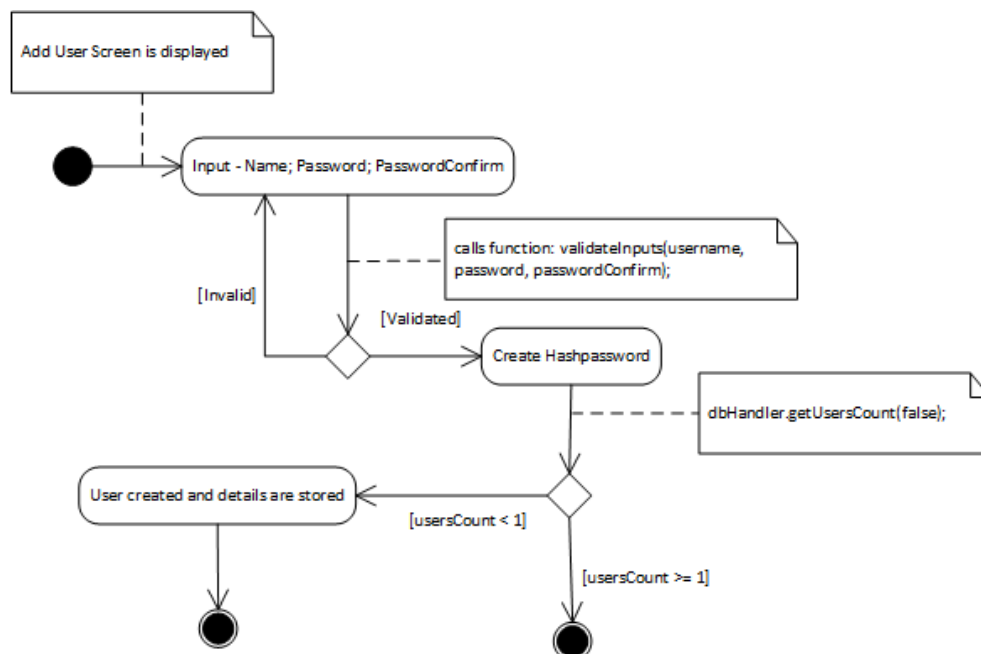 Add User Screen is displayed
Input - Name; Password; PasswordConfirm
calls function: validateInputs(username,
password, passwordConfirm);
[Invalid]
[Validated]
Create Hashpassword
dbHandler.getUsersCount(false);
User created and details are stored
[usersCount < 1]
[usersCount >= 1]